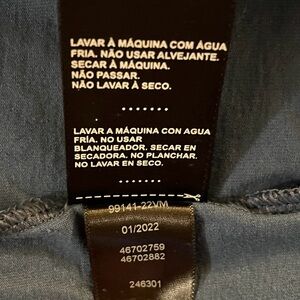 LAVAR À MÁQUINA COM ÁGUA
FRIA. NÃO USAR ALVEJANTE.
SECAR À MÁQUINA.
NÃO PASSAR.
NÃO LAVAR À SECO.
.......
LAVAR A MÁQUINA CON AGUA
FRÍA. NO USAR
BLANQUEADOR. SECAR EN
SECADORA. NO PLANCHAR.
NO LAVAR EN SECO.
.......
99141-22VM
01/2022
46702759
46702882
246301